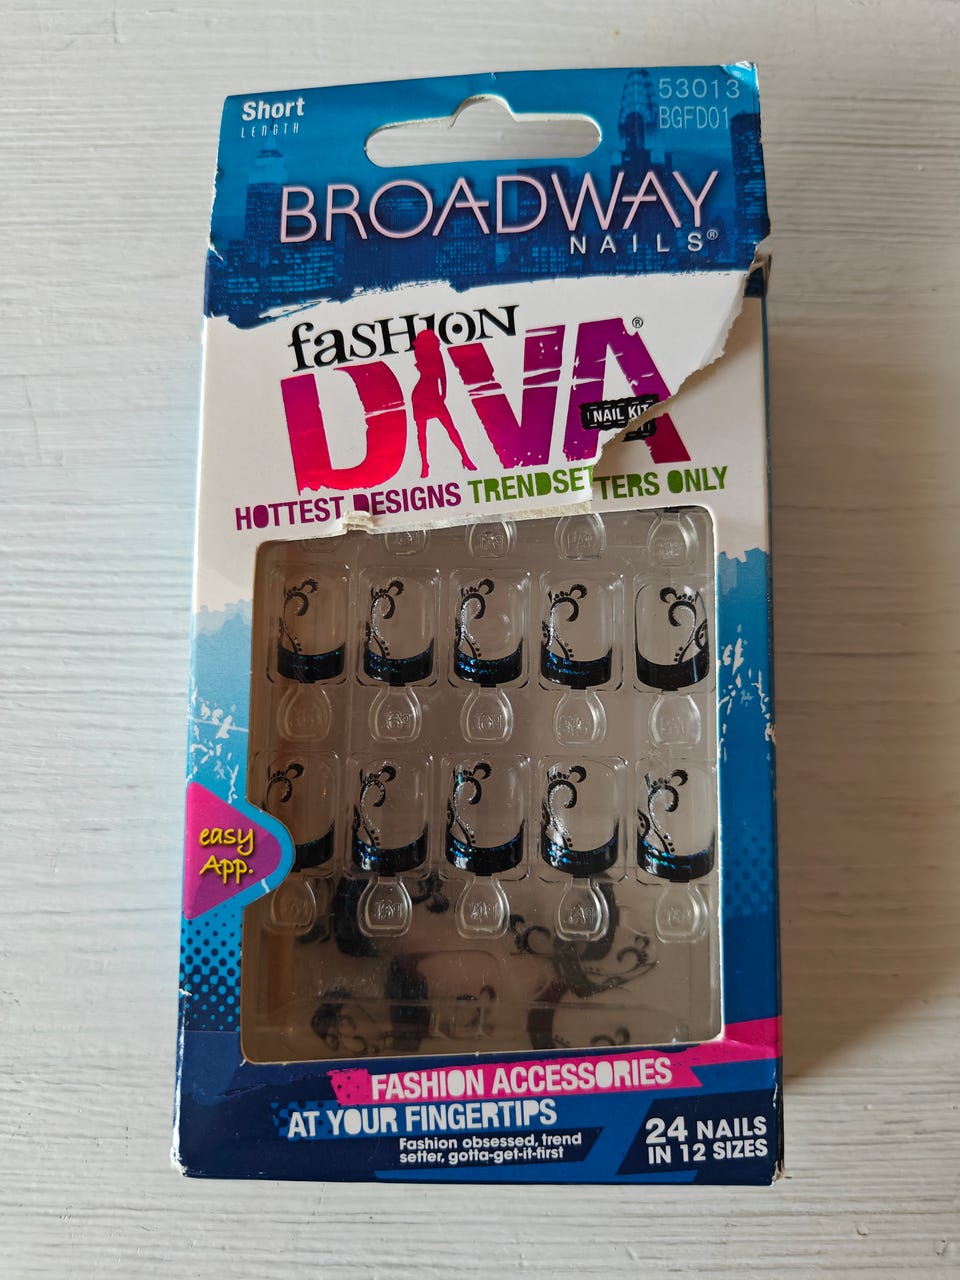 Short
LENGTH
53013
BGFD01
BROADWAY
NAILS®
faSHION
DIVA®
NAIL KIT
HOTTEST DESIGNS TRENDSETTERS ONLY
easy
App.
FASHION ACCESSORIES
AT YOUR FINGERTIPS
Fashion obsessed, trend
setter, gotta-get-it-first
24 NAILS
IN 12 SIZES